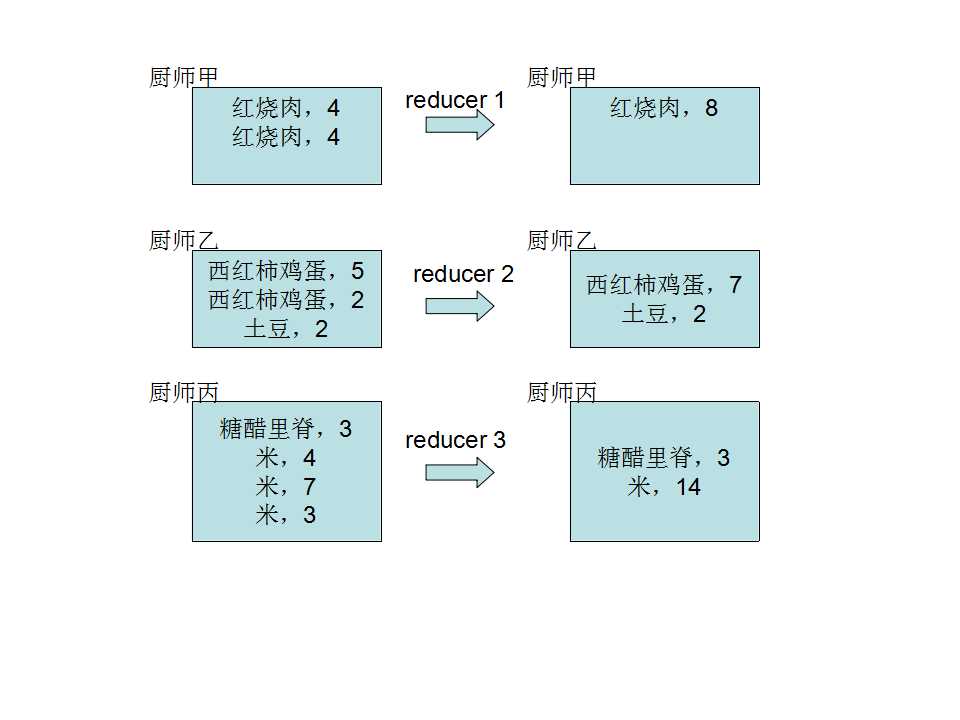 厨师甲
红烧肉，4
红烧肉，4
reducer 1
厨师甲
红烧肉，8
厨师乙
西红柿鸡蛋，5
西红柿鸡蛋，2
土豆，2
reducer 2
厨师乙
西红柿鸡蛋，7
土豆，2
厨师丙
糖醋里脊，3
米，4
米，7
米，3
reducer 3
厨师丙
糖醋里脊，3
米，14